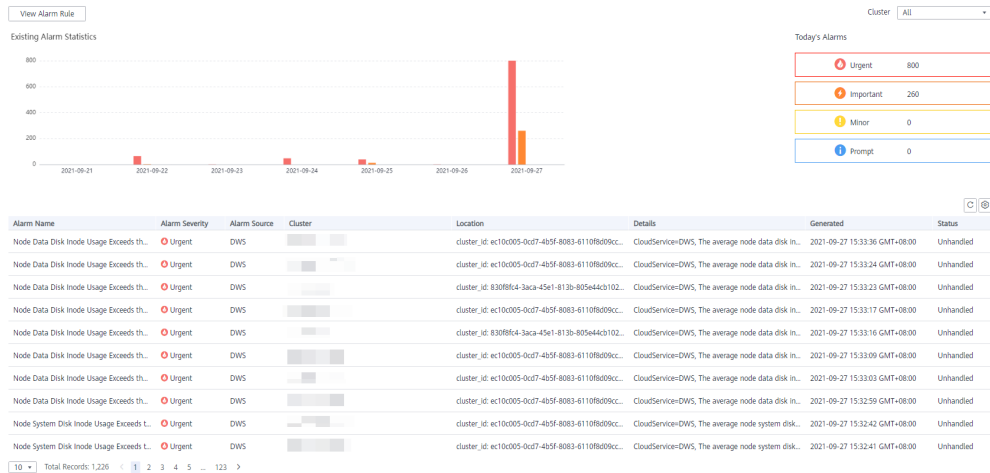 View Alarm Rule
Cluster All
Existing Alarm Statistics
Today's Alarms
800
600
400
200
0
2021-09-21 2021-09-22 2021-09-23 2021-09-24 2021-09-25 2021-09-26 2021-09-27
Urgent 800
Important 260
Minor 0
Prompt 0
Alarm Name Alarm Severity Alarm Source Cluster Location Details Generated Status
Node Data Disk Inode Usage Exceeds th... Urgent DWS cluster_id: ec10c005-0cd7-4b5f-8083-6110f8d09cc... CloudService=DWS, The average node data disk in... 2021-09-27 15:33:36 GMT+08:00 Unhandled
Node Data Disk Inode Usage Exceeds th... Urgent DWS cluster_id: ec10c005-0cd7-4b5f-8083-6110f8d09cc... CloudService=DWS, The average node data disk in... 2021-09-27 15:33:24 GMT+08:00 Unhandled
Node Data Disk Inode Usage Exceeds th... Urgent DWS cluster_id: 830f8fc4-3aca-45e1-813b-805e44cb102... CloudService=DWS, The average node data disk in... 2021-09-27 15:33:23 GMT+08:00 Unhandled
Node Data Disk Inode Usage Exceeds th... Urgent DWS cluster_id: ec10c005-0cd7-4b5f-8083-6110f8d09cc... CloudService=DWS, The average node data disk in... 2021-09-27 15:33:17 GMT+08:00 Unhandled
Node Data Disk Inode Usage Exceeds th... Urgent DWS cluster_id: 830f8fc4-3aca-45e1-813b-805e44cb102... CloudService=DWS, The average node data disk in... 2021-09-27 15:33:16 GMT+08:00 Unhandled
Node Data Disk Inode Usage Exceeds th... Urgent DWS cluster_id: ec10c005-0cd7-4b5f-8083-6110f8d09cc... CloudService=DWS, The average node data disk in... 2021-09-27 15:33:09 GMT+08:00 Unhandled
Node Data Disk Inode Usage Exceeds th... Urgent DWS cluster_id: ec10c005-0cd7-4b5f-8083-6110f8d09cc... CloudService=DWS, The average node data disk in... 2021-09-27 15:33:03 GMT+08:00 Unhandled
Node Data Disk Inode Usage Exceeds th... Urgent DWS cluster_id: ec10c005-0cd7-4b5f-8083-6110f8d09cc... CloudService=DWS, The average node data disk in... 2021-09-27 15:32:59 GMT+08:00 Unhandled
Node System Disk Inode Usage Exceeds t... Urgent DWS cluster_id: ec10c005-0cd7-4b5f-8083-6110f8d09cc... CloudService=DWS, The average node system disk... 2021-09-27 15:32:42 GMT+08:00 Unhandled
Node System Disk Inode Usage Exceeds t... Urgent DWS cluster_id: ec10c005-0cd7-4b5f-8083-6110f8d09cc... CloudService=DWS, The average node system disk... 2021-09-27 15:32:41 GMT+08:00 Unhandled
10 Total Records: 1,226 < 1 2 3 4 5 ... 123 >